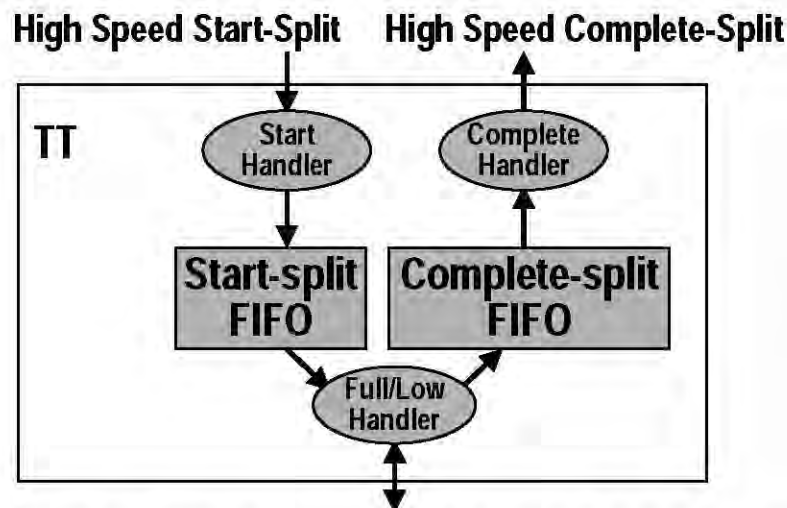 High Speed Start-Split High Speed Complete-Split
TT
Start
Handler
Complete
Handler
Start-split
FIFO
Complete-split
FIFO
Full/Low
Handler